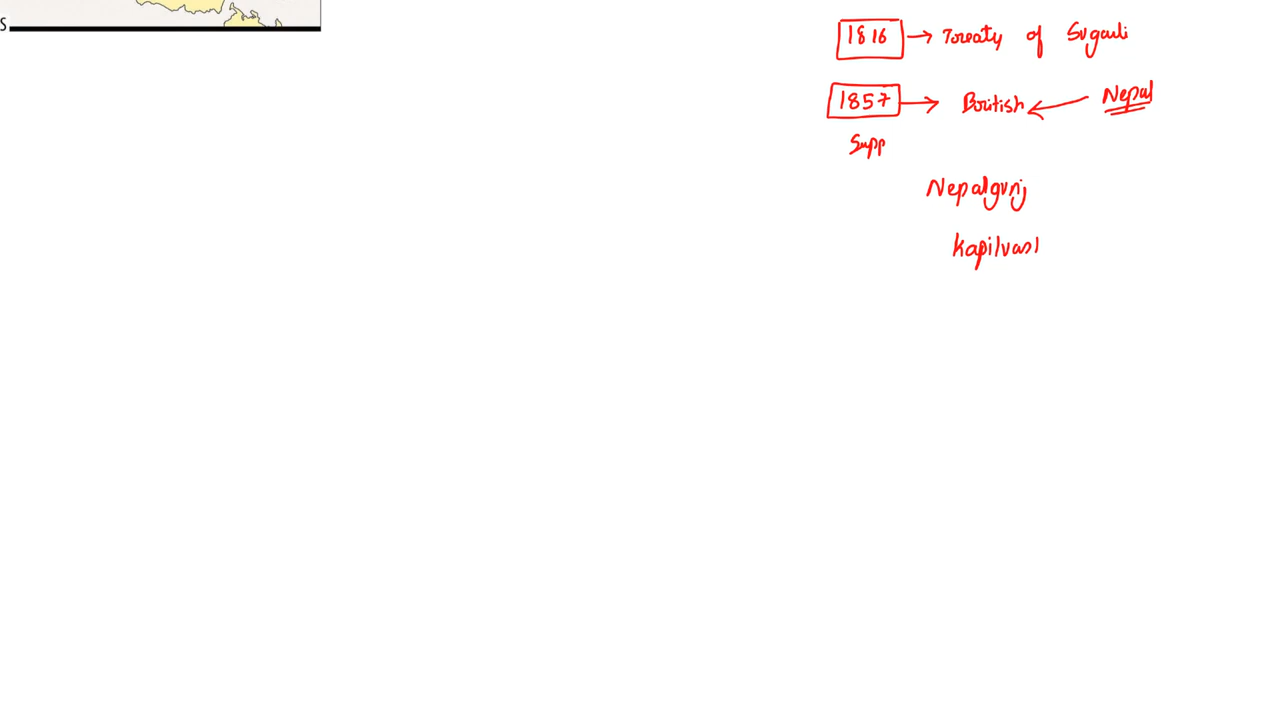 S
1816 → Treaty of Sugauli
1857 → British ← Nepal
Supp
Nepalgunj
Kapilvast